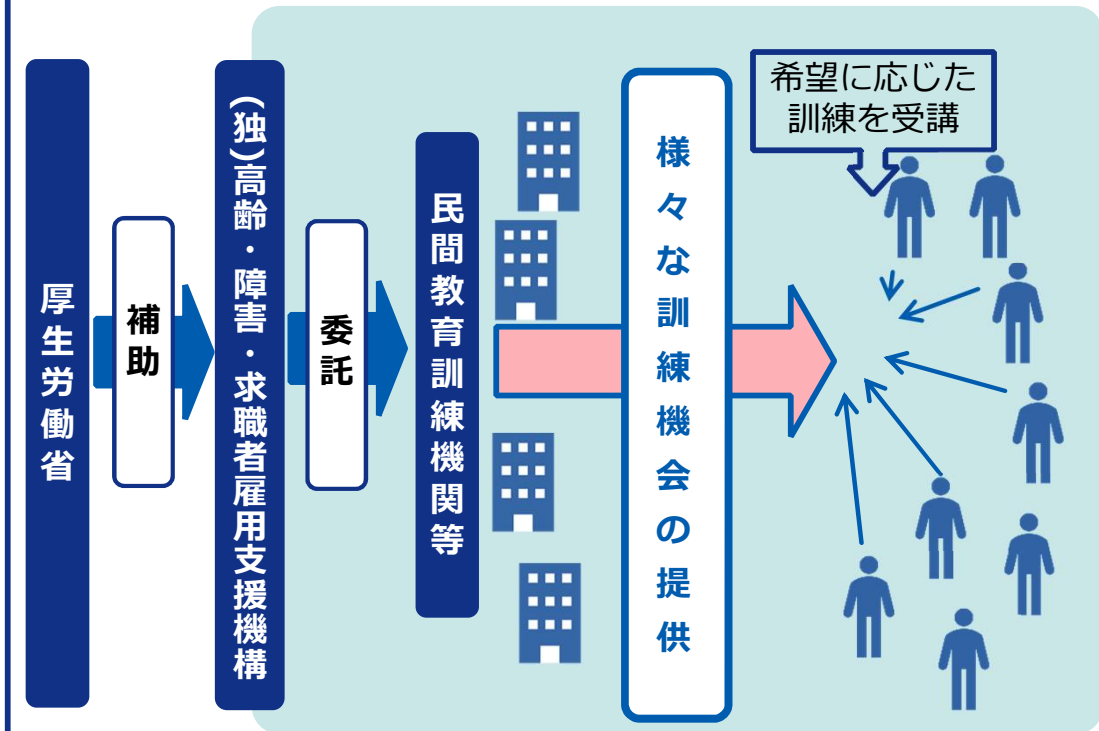 厚生労働省
補助
(独)高齢・障害・求職者雇用支援機構
委託
民間教育訓練機関等
様々な訓練機会の提供
希望に応じた
訓練を受講